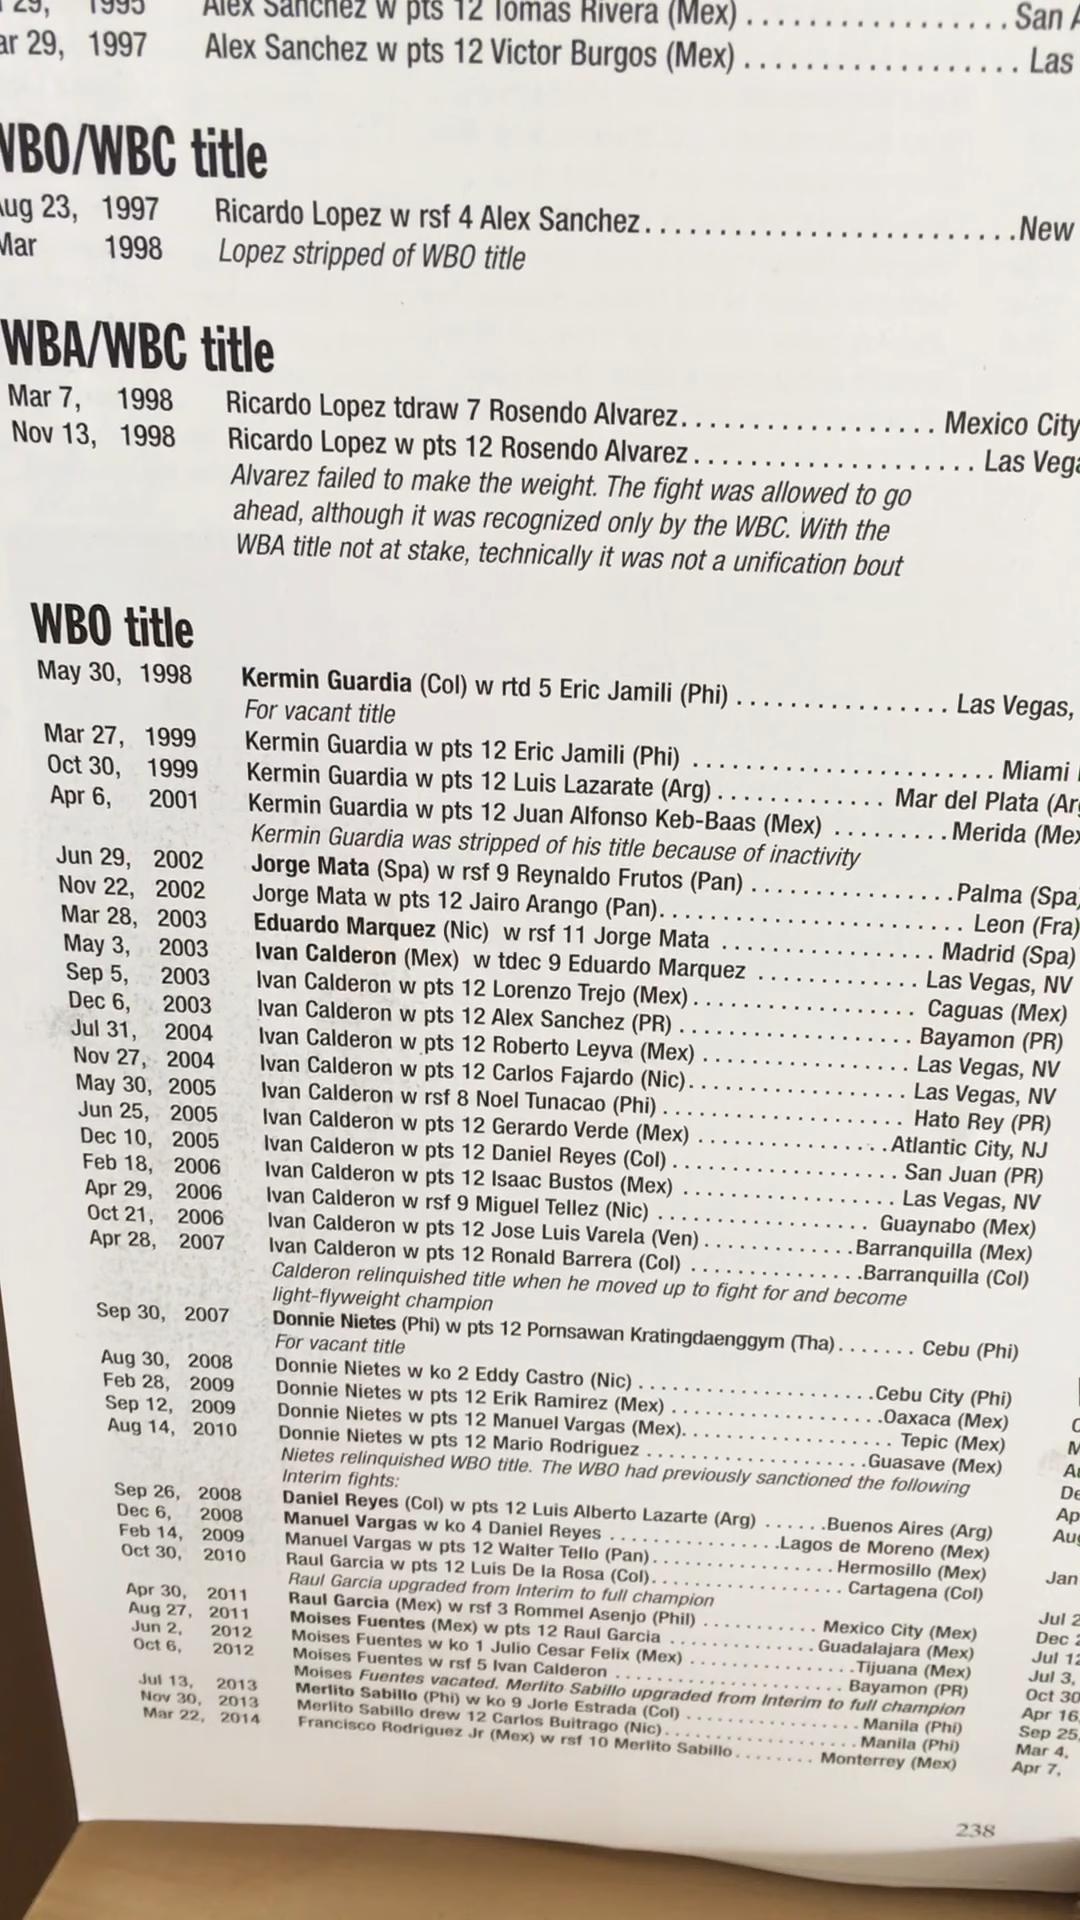 29, 1995 Alex Sanchez w pts 12 Tomas Rivera (Mex) . . . . . . . . . . . . . . . San
ar 29, 1997 Alex Sanchez w pts 12 Victor Burgos (Mex) . . . . . . . . . . . . . . . . . Las
WBO/WBC title
Aug 23, 1997 Ricardo Lopez w rsf 4 Alex Sanchez. . . . . . . . . . . . . . . . . . . . . . . .New
Mar 1998 Lopez stripped of WBO title
WBA/WBC title
Mar 7, 1998 Ricardo Lopez tdraw 7 Rosendo Alvarez. . . . . . . . . . . . . . . . . Mexico City
Nov 13, 1998 Ricardo Lopez w pts 12 Rosendo Alvarez . . . . . . . . . . . . . . . . . . . Las Vega
Alvarez failed to make the weight. The fight was allowed to go
ahead, although it was recognized only by the WBC. With the
WBA title not at stake, technically it was not a unification bout
WBO title
May 30, 1998 Kermin Guardia (Col) w rtd 5 Eric Jamili (Phi) . . . . . . . . . . . . . . . . Las Vegas,
For vacant title
Mar 27, 1999 Kermin Guardia w pts 12 Eric Jamili (Phi) . . . . . . . . . . . . . . . . . . . . . . . Miami
Oct 30, 1999 Kermin Guardia w pts 12 Luis Lazarate (Arg) . . . . . . . . . . . . Mar del Plata (Ar
Apr 6, 2001 Kermin Guardia w pts 12 Juan Alfonso Keb-Baas (Mex) . . . . . . . . . Merida (Mex
Kermin Guardia was stripped of his title because of inactivity
Jun 29, 2002 Jorge Mata (Spa) w rsf 9 Reynaldo Frutos (Pan) . . . . . . . . . . . . . . . .Palma (Spa)
Nov 22, 2002 Jorge Mata w pts 12 Jairo Arango (Pan). . . . . . . . . . . . . . . . . . . . . . . Leon (Fra)
Mar 28, 2003 Eduardo Marquez (Nic) w rsf 11 Jorge Mata . . . . . . . . . . . . . . . . . Madrid (Spa)
May 3, 2003 Ivan Calderon (Mex) w tdec 9 Eduardo Marquez . . . . . . . . . . . . . Las Vegas, NV
Sep 5, 2003 Ivan Calderon w pts 12 Lorenzo Trejo (Mex). . . . . . . . . . . . . . . . . . Caguas (Mex)
Dec 6, 2003 Ivan Calderon w pts 12 Alex Sanchez (PR) . . . . . . . . . . . . . . . . . . . Bayamon (PR)
Jul 31, 2004 Ivan Calderon w pts 12 Roberto Leyva (Mex) . . . . . . . . . . . . . . . . . Las Vegas, NV
Nov 27, 2004 Ivan Calderon w pts 12 Carlos Fajardo (Nic). . . . . . . . . . . . . . . . . . Las Vegas, NV
May 30, 2005 Ivan Calderon w rsf 8 Noel Tunacao (Phi) . . . . . . . . . . . . . . . . . . . . Hato Rey (PR)
Jun 25, 2005 Ivan Calderon w pts 12 Gerardo Verde (Mex) . . . . . . . . . . . . . . . .Atlantic City, NJ
Dec 10, 2005 Ivan Calderon w pts 12 Daniel Reyes (Col) . . . . . . . . . . . . . . . . . . . San Juan (PR)
Feb 18, 2006 Ivan Calderon w pts 12 Isaac Bustos (Mex) . . . . . . . . . . . . . . . . . . Las Vegas, NV
Apr 29, 2006 Ivan Calderon w rsf 9 Miguel Tellez (Nic) . . . . . . . . . . . . . . . . . . . Guaynabo (Mex)
Oct 21, 2006 Ivan Calderon w pts 12 Jose Luis Varela (Ven) . . . . . . . . . . . . .Barranquilla (Mex)
Apr 28, 2007 Ivan Calderon w pts 12 Ronald Barrera (Col) . . . . . . . . . . . . . . .Barranquilla (Col)
Calderon relinquished title when he moved up to fight for and become
light-flyweight champion
Sep 30, 2007 Donnie Nietes (Phi) w pts 12 Pornsawan Kratingdaenggym (Tha). . . . . . . Cebu (Phi)
For vacant title
Aug 30, 2008 Donnie Nietes w ko 2 Eddy Castro (Nic) . . . . . . . . . . . . . . . . . . . . .Cebu City (Phi)
Feb 28, 2009 Donnie Nietes w pts 12 Erik Ramirez (Mex) . . . . . . . . . . . . . . . . . . .Oaxaca (Mex)
Sep 12, 2009 Donnie Nietes w pts 12 Manuel Vargas (Mex). . . . . . . . . . . . . . . . . . Tepic (Mex)
Aug 14, 2010 Donnie Nietes w pts 12 Mario Rodriguez . . . . . . . . . . . . . . . . . . . .Guasave (Mex)
Nietes relinquished WBO title. The WBO had previously sanctioned the following
Interim fights:
Sep 26, 2008 Daniel Reyes (Col) w pts 12 Luis Alberto Lazarte (Arg) . . . . . . .Buenos Aires (Arg)
Dec 6, 2008 Manuel Vargas w ko 4 Daniel Reyes . . . . . . . . . . . . . . . . .Lagos de Moreno (Mex)
Feb 14, 2009 Manuel Vargas w pts 12 Walter Tello (Pan). . . . . . . . . . . . . . . . . Hermosillo (Mex)
Oct 30, 2010 Raul Garcia w pts 12 Luis De la Rosa (Col). . . . . . . . . . . . . . . . . . Cartagena (Col)
Raul Garcia upgraded from Interim to full champion
Apr 30, 2011 Raul Garcia (Mex) w rsf 3 Rommel Asenjo (Phil) . . . . . . . . . . . . Mexico City (Mex)
Aug 27, 2011 Moises Fuentes (Mex) w pts 12 Raul Garcia . . . . . . . . . . . . . . . Guadalajara (Mex)
Jun 2, 2012 Moises Fuentes w ko 1 Julio Cesar Felix (Mex) . . . . . . . . . . . . . . . . .Tijuana (Mex)
Oct 6, 2012 Moises Fuentes w rsf 5 Ivan Calderon . . . . . . . . . . . . . . . . . . . . . . . Bayamon (PR)
Moises Fuentes vacated. Merlito Sabillo upgraded from Interim to full champion
Jul 13, 2013 Merlito Sabillo (Phi) w ko 9 Jorle Estrada (Col) . . . . . . . . . . . . . . . . . Manila (Phi)
Nov 30, 2013 Merlito Sabillo drew 12 Carlos Buitrago (Nic). . . . . . . . . . . . . . . . . . . Manila (Phi)
Mar 22, 2014 Francisco Rodriguez Jr (Mex) w rsf 10 Merlito Sabillo. . . . . . . . Monterrey (Mex)
De
Ap
Aug
Jan
Jul 2
Dec 2
Jul 12
Jul 3,
Oct 30
Apr 16,
Sep 25,
Mar 4,
Apr 7,
238